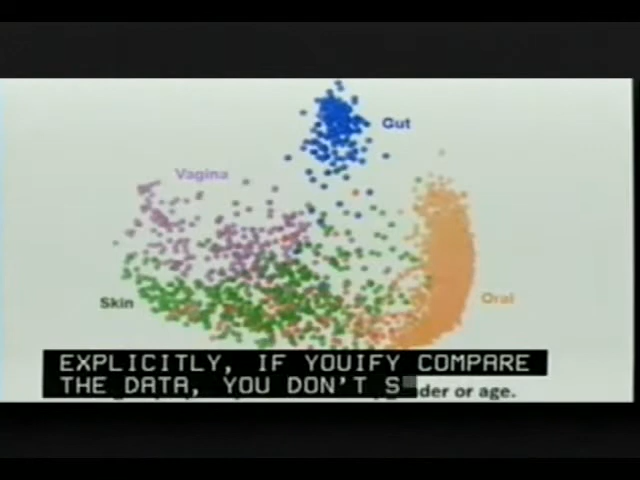 Gut
Vagina
Skin
Oral
EXPLICITLY, IF YOUIFY COMPARE
THE DATA, YOU DON'T S
der or age.